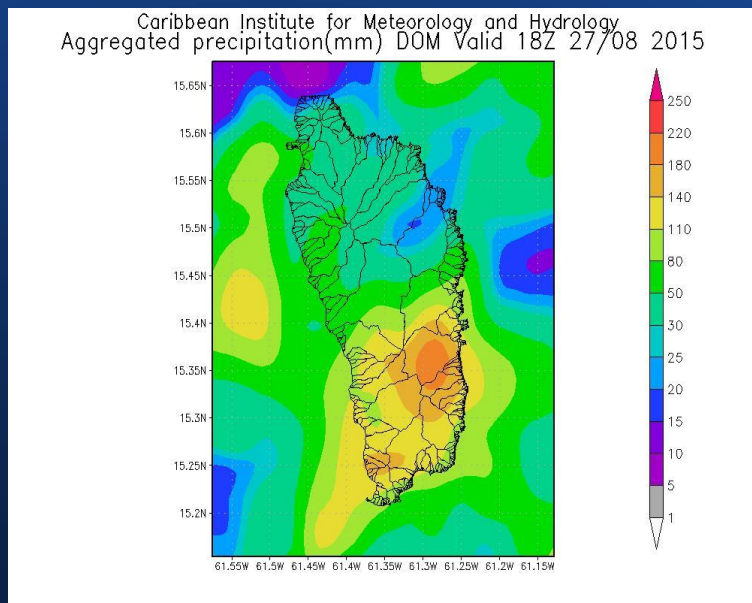 Caribbean Institute for Meteorology and Hydrology
Aggregated precipitation(mm) DOM Valid 18Z 27/08 2015
15.65N
15.6N
15.55N
15.5N
15.45N
15.4N
15.35N
15.3N
15.25N
15.2N
61.55W 61.5W 61.45W 61.4W 61.35W 61.3W 61.25W 61.2W 61.15W
250
220
180
140
110
80
50
30
25
20
15
10
5
1